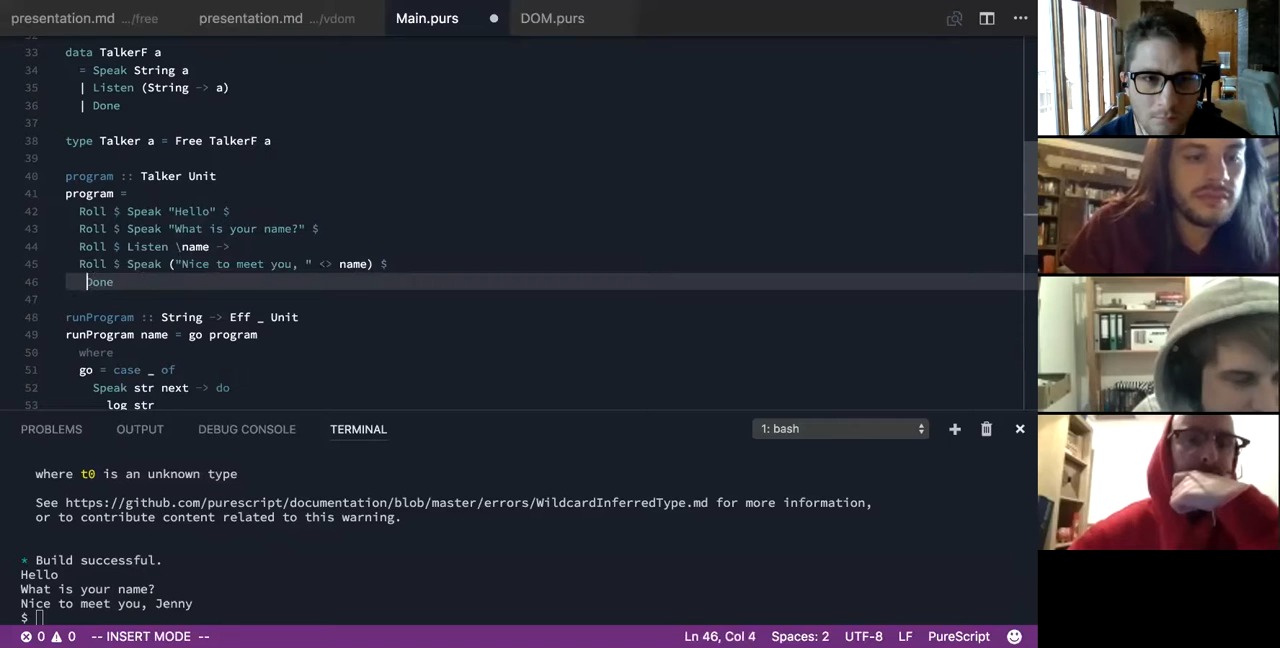 presentation.md .../free presentation.md .../vdom Main.purs DOM.purs
33 data TalkerF a
34 = Speak String a
35 | Listen (String -> a)
36 | Done
37
38 type Talker a = Free TalkerF a
39
40 program :: Talker Unit
41 program =
42 Roll $ Speak "Hello" $
43 Roll $ Speak "What is your name?" $
44 Roll $ Listen \name ->
45 Roll $ Speak ("Nice to meet you, " <> name) $
46 Done
47
48 runProgram :: String -> Eff _ Unit
49 runProgram name = go program
50 where
51 go = case _ of
52 Speak str next -> do
53 log str
PROBLEMS OUTPUT DEBUG CONSOLE TERMINAL 1: bash
where t0 is an unknown type
See https://github.com/purescript/documentation/blob/master/errors/WildcardInferredType.md for more information,
or to contribute content related to this warning.
* Build successful.
Hello
What is your name?
Nice to meet you, Jenny
$
0 0 -- INSERT MODE -- Ln 46, Col 4 Spaces: 2 UTF-8 LF PureScript